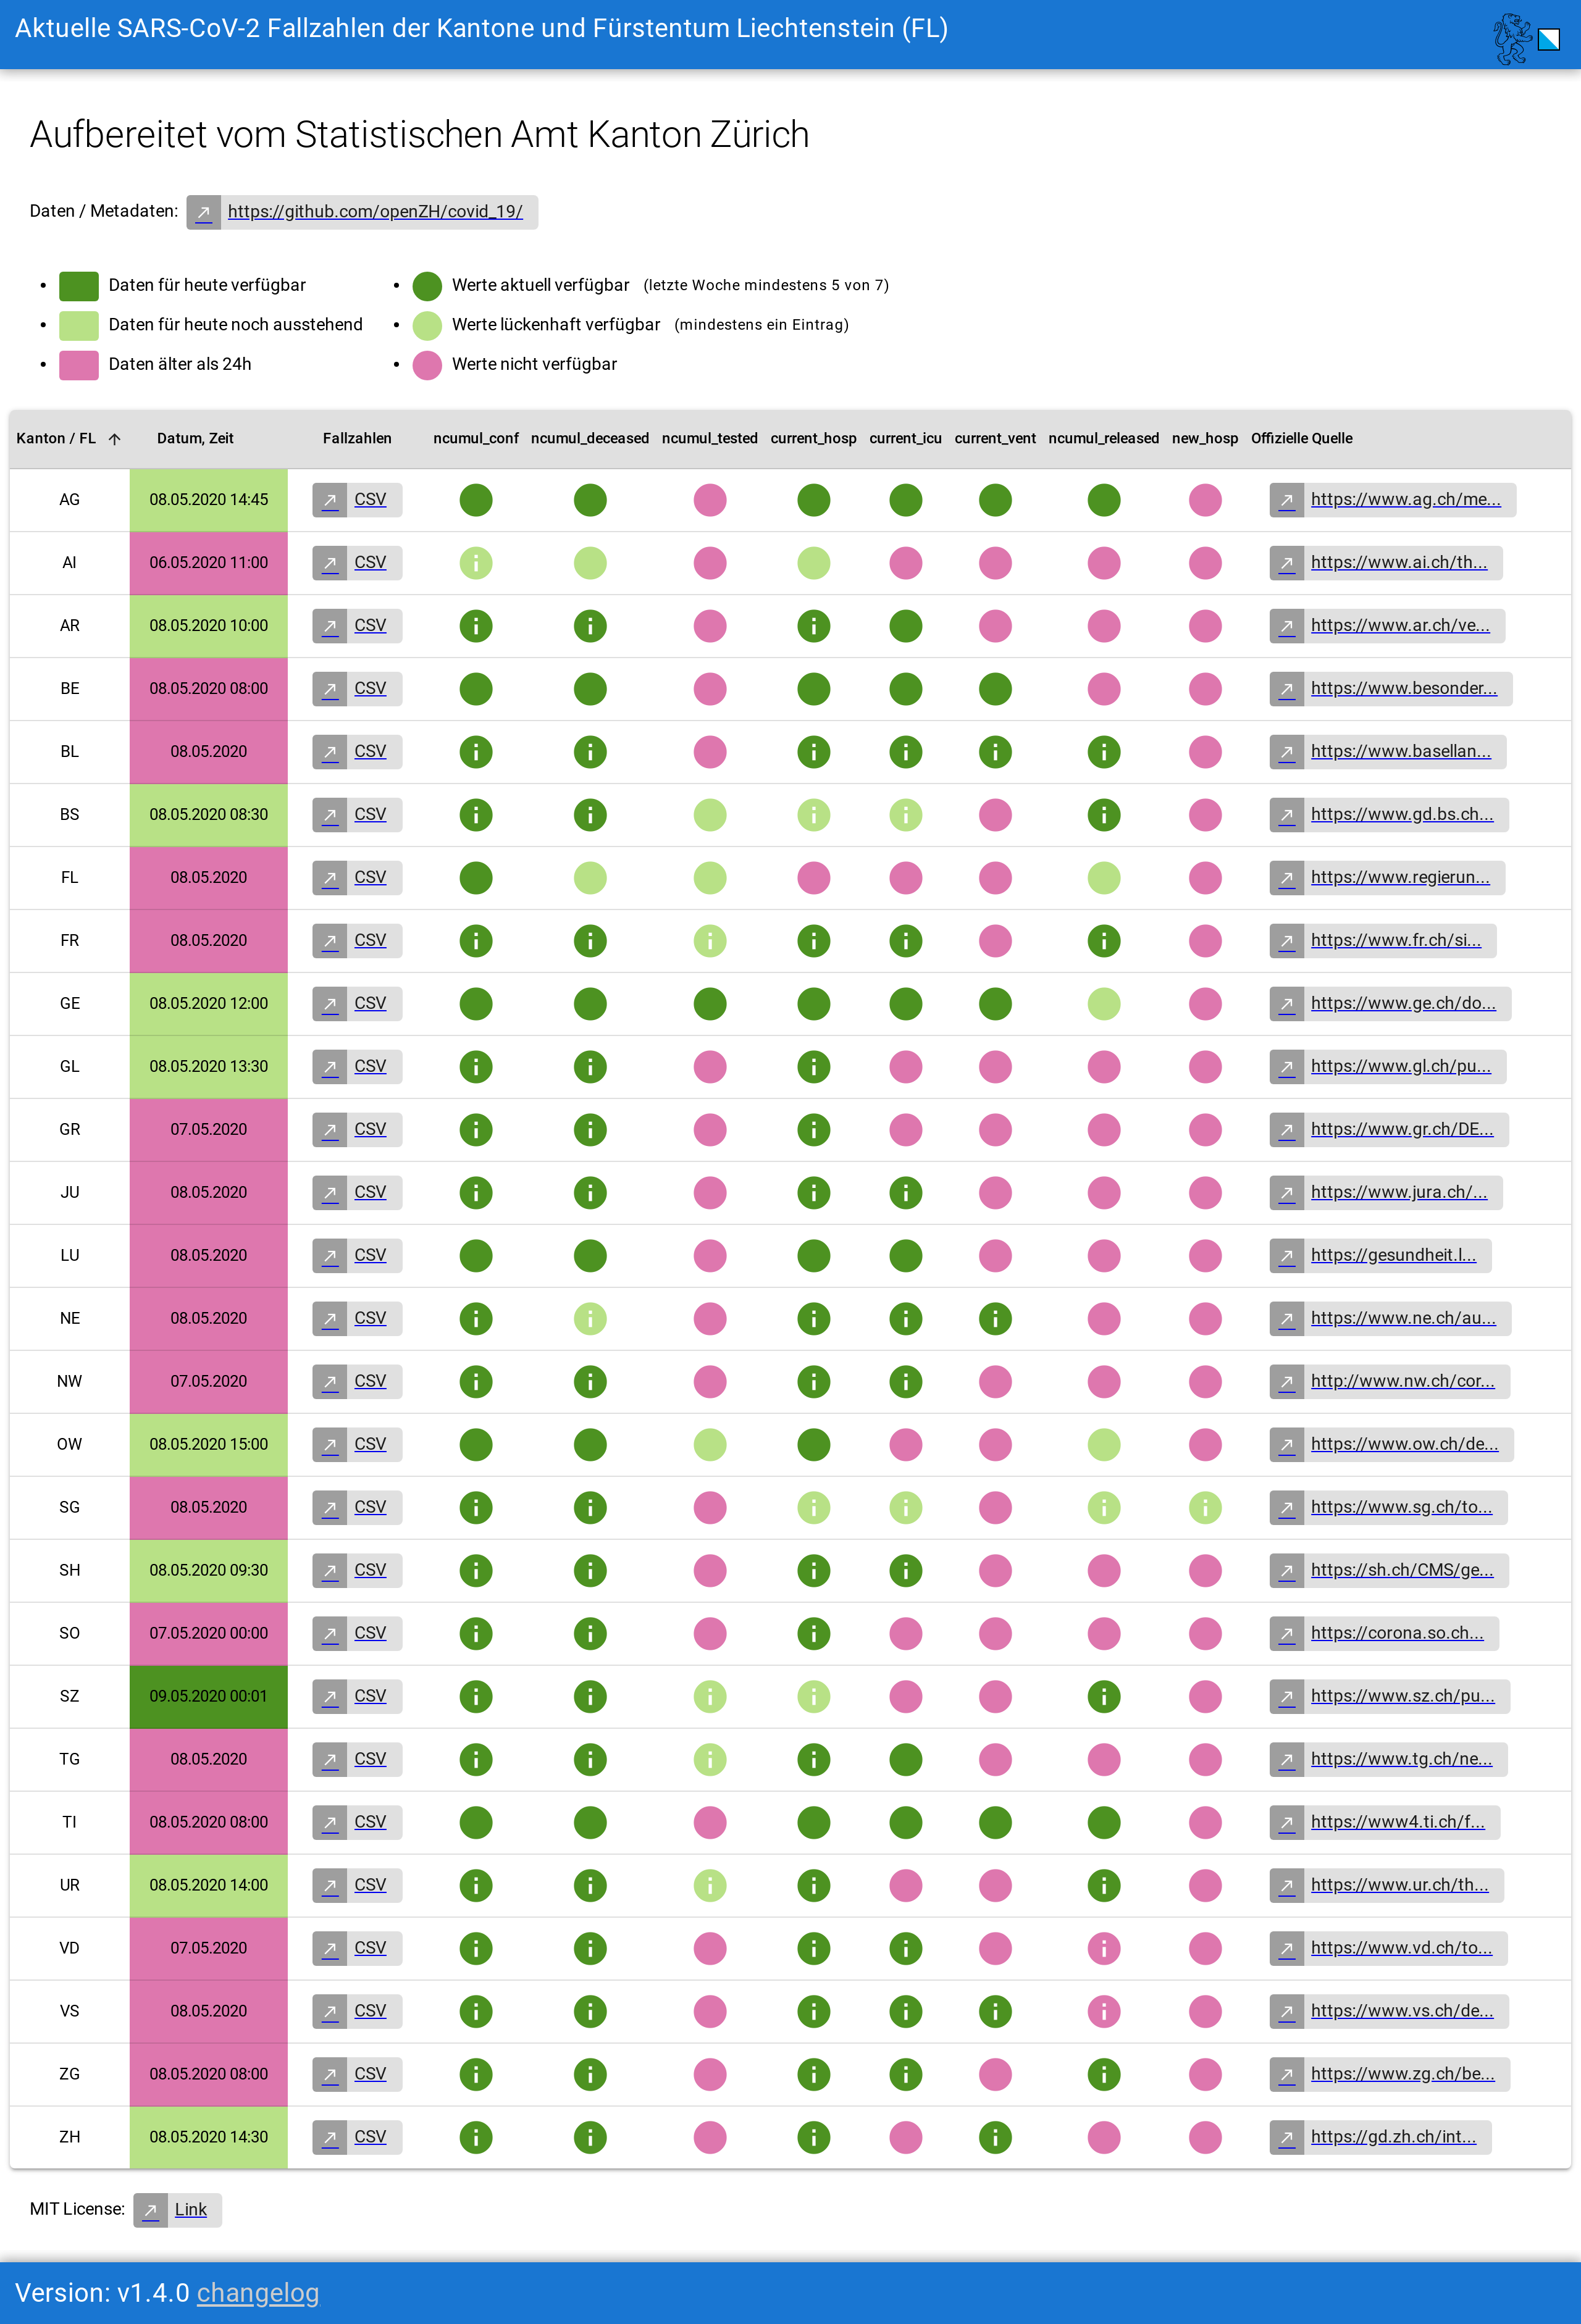 Aktuelle SARS-CoV-2 Fallzahlen der Kantone und Fürstentum Liechtenstein (FL)
Aufbereitet vom Statistischen Amt Kanton Zürich
Daten / Metadaten: https://github.com/openZH/covid_19/
Daten für heute verfügbar Werte aktuell verfügbar (letzte Woche mindestens 5 von 7)
Daten für heute noch ausstehend Werte lückenhaft verfügbar (mindestens ein Eintrag)
Daten älter als 24h Werte nicht verfügbar
Kanton / FL Datum, Zeit Fallzahlen ncumul_conf ncumul_deceased ncumul_tested current_hosp current_icu current_vent ncumul_released new_hosp Offizielle Quelle
AG 08.05.2020 14:45 CSV https://www.ag.ch/me...
AI 06.05.2020 11:00 CSV https://www.ai.ch/th...
AR 08.05.2020 10:00 CSV https://www.ar.ch/ve...
BE 08.05.2020 08:00 CSV https://www.besonder...
BL 08.05.2020 CSV https://www.basellan...
BS 08.05.2020 08:30 CSV https://www.gd.bs.ch...
FL 08.05.2020 CSV https://www.regierun...
FR 08.05.2020 CSV https://www.fr.ch/si...
GE 08.05.2020 12:00 CSV https://www.ge.ch/do...
GL 08.05.2020 13:30 CSV https://www.gl.ch/pu...
GR 07.05.2020 CSV https://www.gr.ch/DE...
JU 08.05.2020 CSV https://www.jura.ch/...
LU 08.05.2020 CSV https://gesundheit.l...
NE 08.05.2020 CSV https://www.ne.ch/au...
NW 07.05.2020 CSV http://www.nw.ch/cor...
OW 08.05.2020 15:00 CSV https://www.ow.ch/de...
SG 08.05.2020 CSV https://www.sg.ch/to...
SH 08.05.2020 09:30 CSV https://sh.ch/CMS/ge...
SO 07.05.2020 00:00 CSV https://corona.so.ch...
SZ 09.05.2020 00:01 CSV https://www.sz.ch/pu...
TG 08.05.2020 CSV https://www.tg.ch/ne...
TI 08.05.2020 08:00 CSV https://www4.ti.ch/f...
UR 08.05.2020 14:00 CSV https://www.ur.ch/th...
VD 07.05.2020 CSV https://www.vd.ch/to...
VS 08.05.2020 CSV https://www.vs.ch/de...
ZG 08.05.2020 08:00 CSV https://www.zg.ch/be...
ZH 08.05.2020 14:30 CSV https://gd.zh.ch/int...
MIT License: Link
Version: v1.4.0 changelog